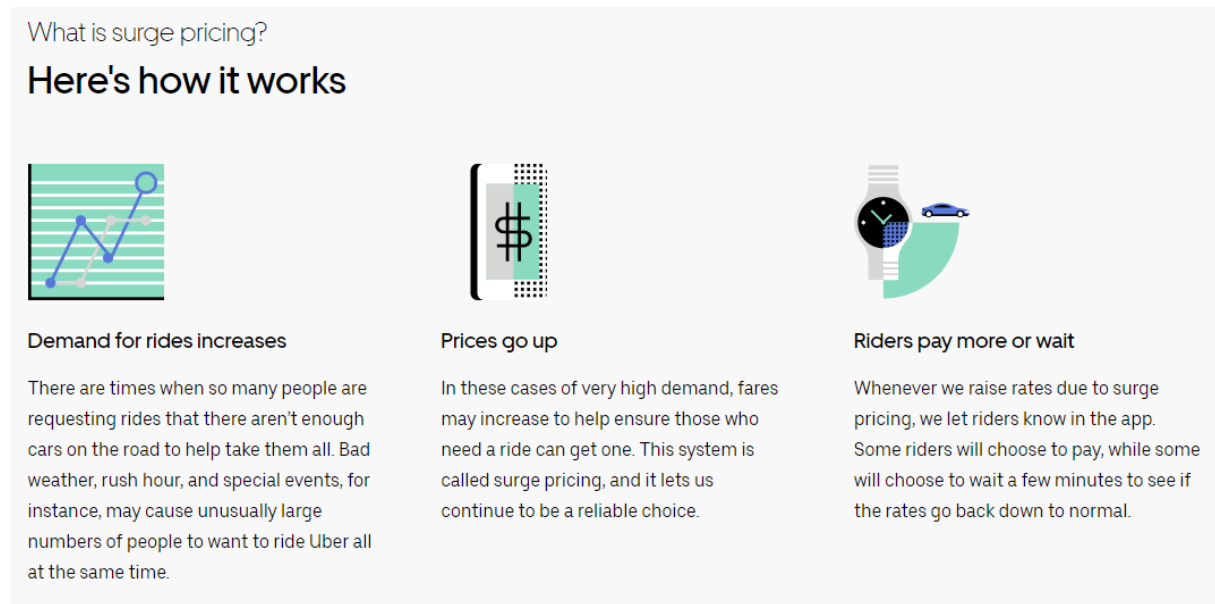 What is surge pricing?
Here's how it works
$
Demand for rides increases
There are times when so many people are
requesting rides that there aren't enough
cars on the road to help take them all. Bad
weather, rush hour, and special events, for
instance, may cause unusually large
numbers of people to want to ride Uber all
at the same time.
Prices go up
In these cases of very high demand, fares
may increase to help ensure those who
need a ride can get one. This system is
called surge pricing, and it lets us
continue to be a reliable choice.
Riders pay more or wait
Whenever we raise rates due to surge
pricing, we let riders know in the app.
Some riders will choose to pay, while some
will choose to wait a few minutes to see if
the rates go back down to normal.